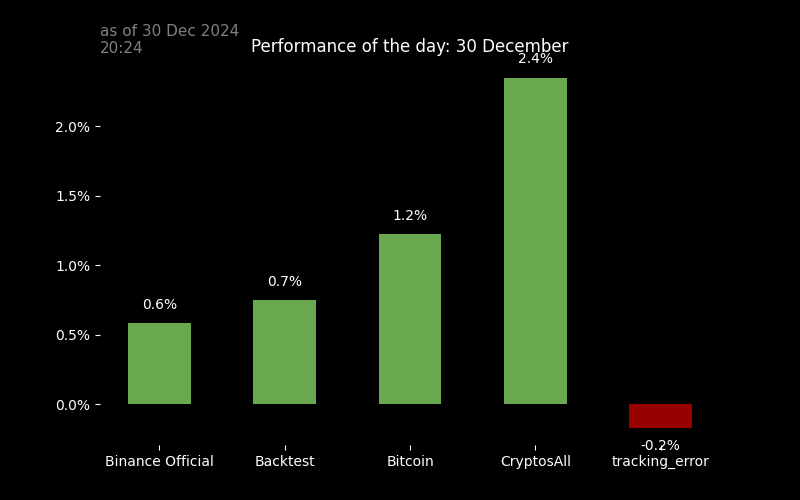 as of 30 Dec 2024
20:24
Performance of the day: 30 December
2.4%
2.0%
1.5%
1.2%
1.0%
0.7%
0.6%
0.5%
0.0%
-0.2%
Binance Official
Backtest
Bitcoin
CryptosAll
tracking_error